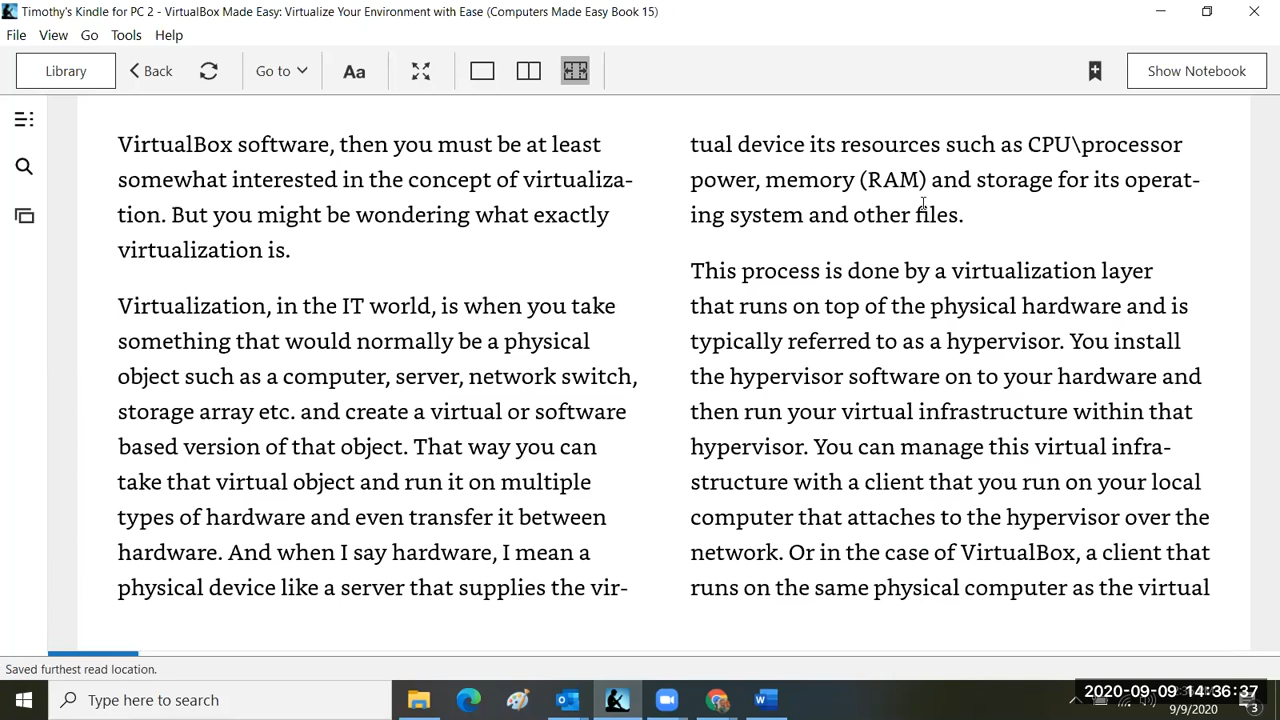 Timothy's Kindle for PC 2 - VirtualBox Made Easy: Virtualize Your Environment with Ease (Computers Made Easy Book 15)
File View Go Tools Help
Library Back Go to Aa Show Notebook
VirtualBox software, then you must be at least
somewhat interested in the concept of virtualiza-
tion. But you might be wondering what exactly
virtualization is.
Virtualization, in the IT world, is when you take
something that would normally be a physical
object such as a computer, server, network switch,
storage array etc. and create a virtual or software
based version of that object. That way you can
take that virtual object and run it on multiple
types of hardware and even transfer it between
hardware. And when I say hardware, I mean a
physical device like a server that supplies the vir-
tual device its resources such as CPU\processor
power, memory (RAM) and storage for its operat-
ing system and other files.
This process is done by a virtualization layer
that runs on top of the physical hardware and is
typically referred to as a hypervisor. You install
the hypervisor software on to your hardware and
then run your virtual infrastructure within that
hypervisor. You can manage this virtual infra-
structure with a client that you run on your local
computer that attaches to the hypervisor over the
network. Or in the case of VirtualBox, a client that
runs on the same physical computer as the virtual
Saved furthest read location.
Type here to search
2020-09-09 14:36:37
9/9/2020
3